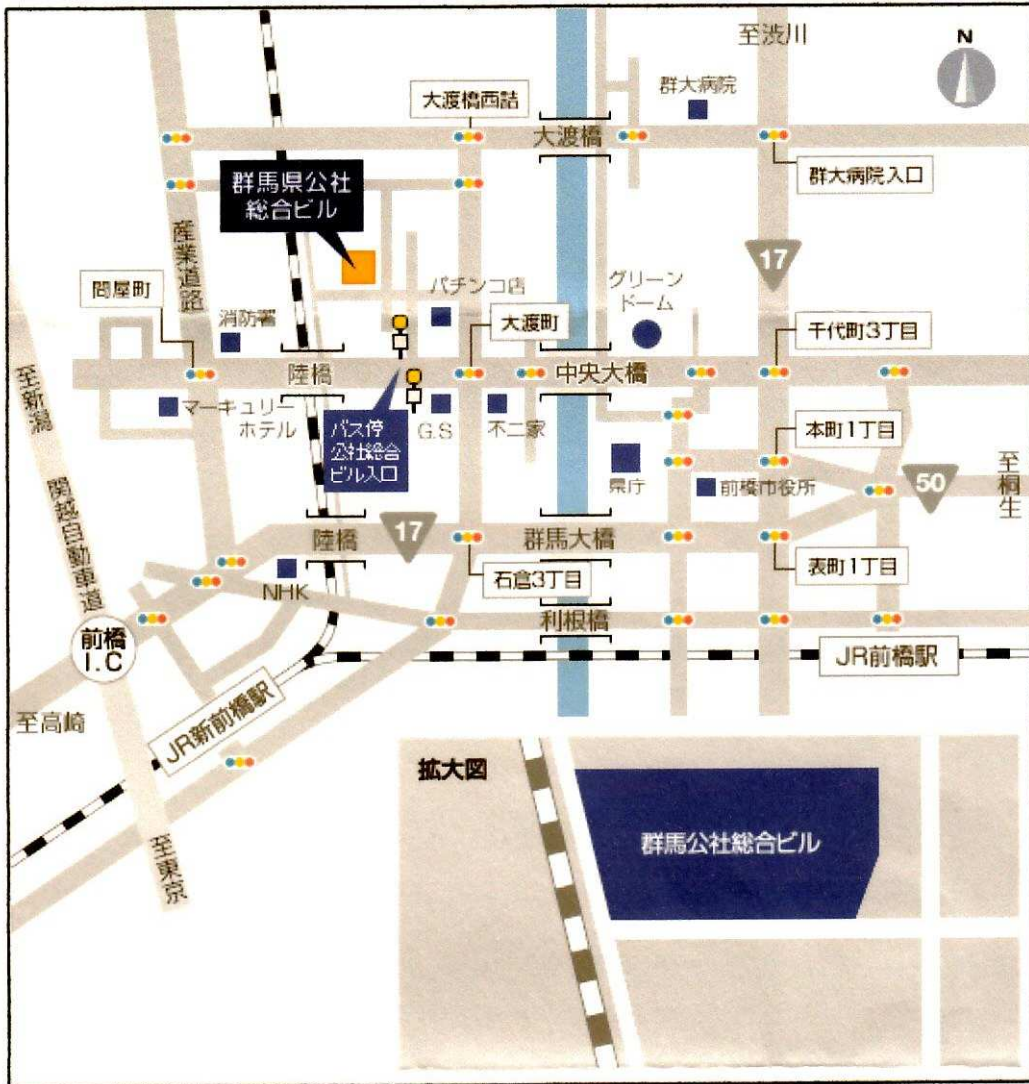 至渋川
N
群大病院
大渡橋西詰
大渡橋
群馬県公社
総合ビル
群大病院入口
産業道路
17
問屋町
消防署
パチンコ店
グリーン
ドーム
大渡町
千代町3丁目
至新潟
陸橋
中央大橋
マーキュリー
ホテル
バス停
公社総合
ビル入口
G.S
不二家
本町1丁目
県庁
前橋市役所
50
至桐生
関越自動車道
陸橋
17
群馬大橋
NHK
石倉3丁目
表町1丁目
利根橋
前橋
I.C
JR前橋駅
至高崎
JR新前橋駅
至東京
拡大図
群馬公社総合ビル